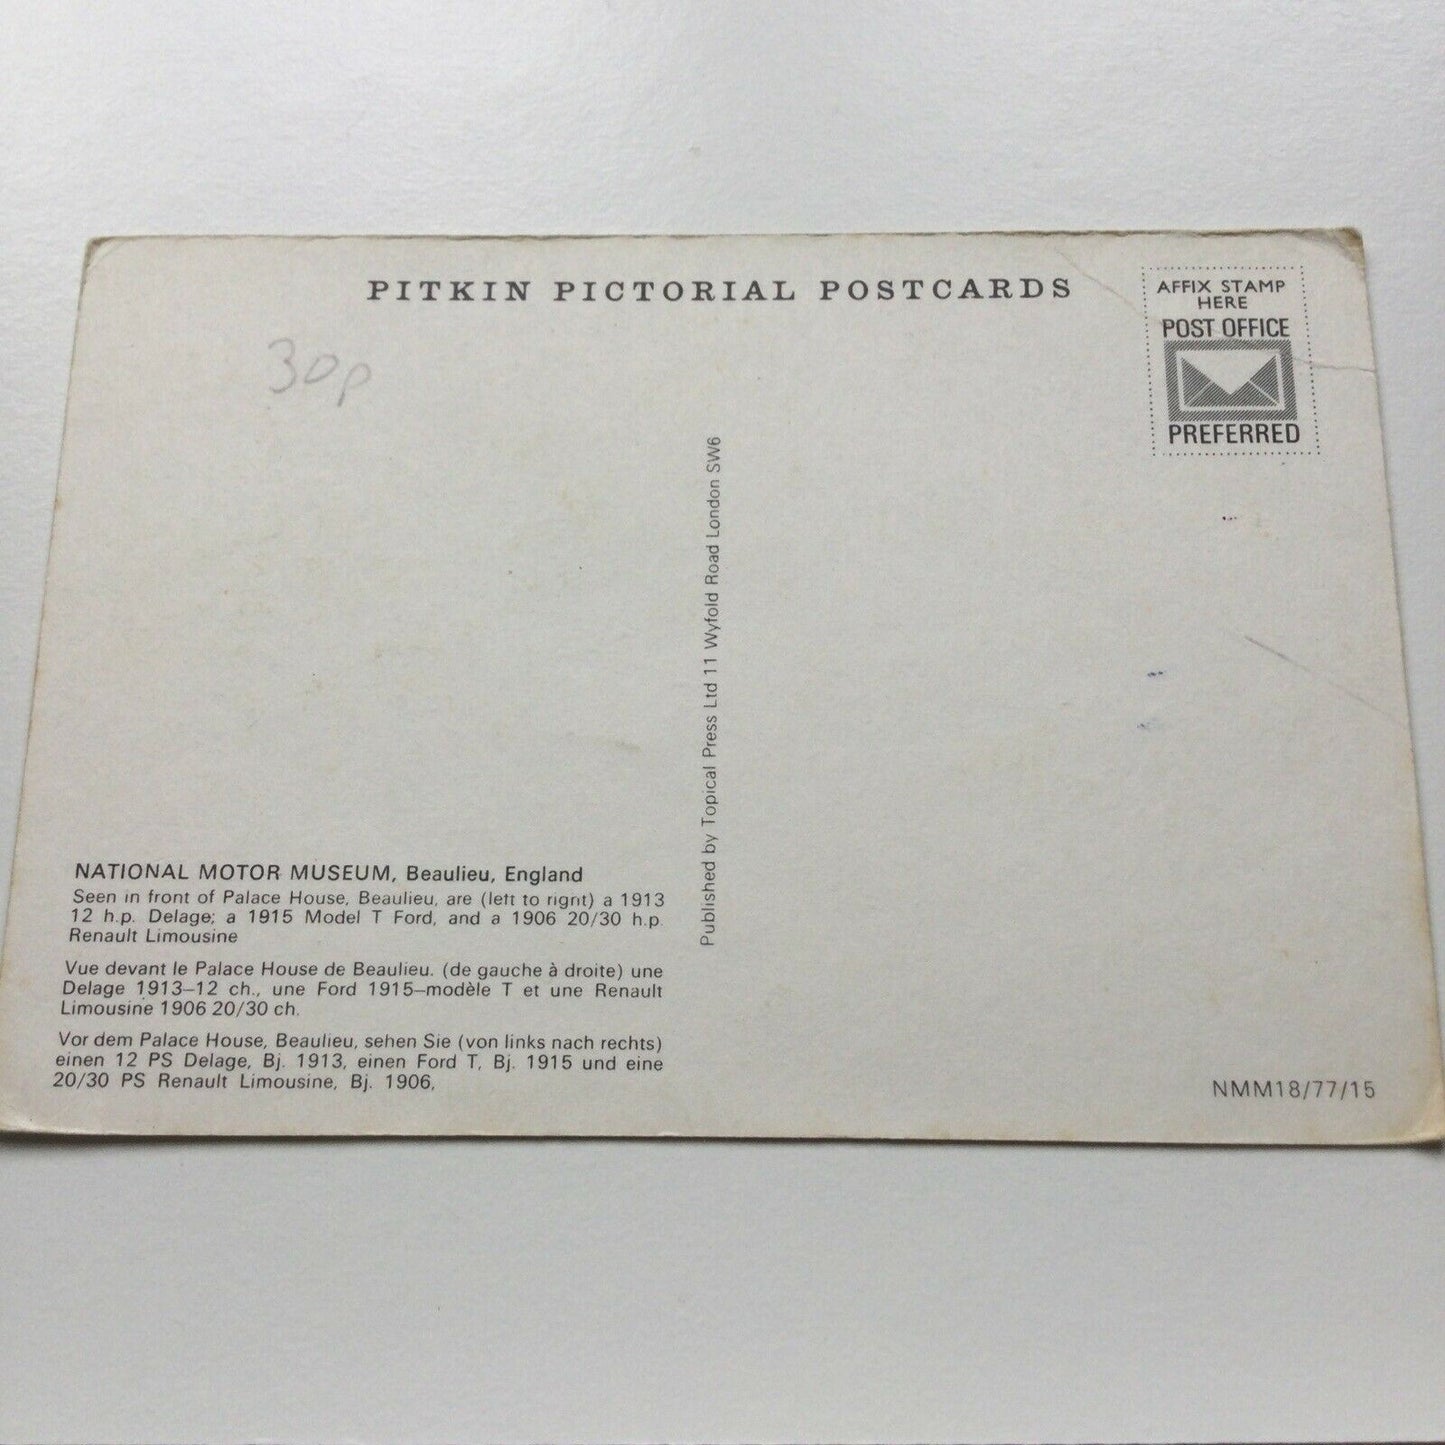 PITKIN PICTORIAL POSTCARDS
AFFIX STAMP
HERE
POST OFFICE
PREFERRED
30p
Published by Topical Press Ltd 11 Wyfold Road London SW6
NATIONAL MOTOR MUSEUM, Beaulieu, England
Seen in front of Palace House, Beaulieu, are (left to right) a 1913
12 h.p. Delage; a 1915 Model T Ford, and a 1906 20/30 h.p.
Renault Limousine
Vue devant le Palace House de Beaulieu. (de gauche à droite) une
Delage 1913–12 ch., une Ford 1915–modèle T et une Renault
Limousine 1906 20/30 ch.
Vor dem Palace House, Beaulieu, sehen Sie (von links nach rechts)
einen 12 PS Delage, Bj. 1913, einen Ford T, Bj. 1915 und eine
20/30 PS Renault Limousine, Bj. 1906,
NMM18/77/15